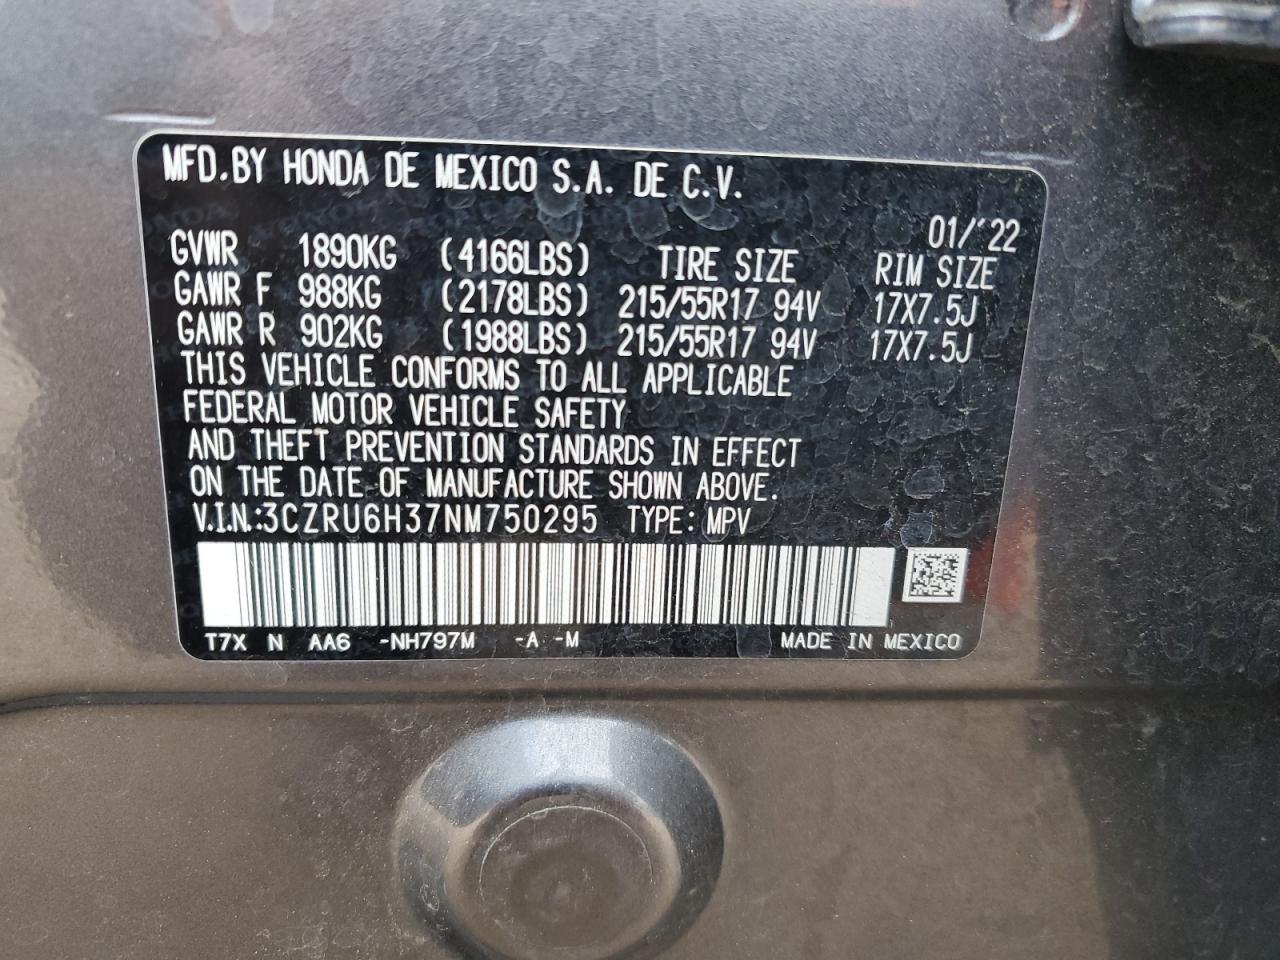 MFD.BY HONDA DE MEXICO S.A. DE C.V.
01/'22
GVWR 1890KG (4166LBS) TIRE SIZE RIM SIZE
GAWR F 988KG (2178LBS) 215/55R17 94V 17X7.5J
GAWR R 902KG (1988LBS) 215/55R17 94V 17X7.5J
THIS VEHICLE CONFORMS TO ALL APPLICABLE
FEDERAL MOTOR VEHICLE SAFETY
AND THEFT PREVENTION STANDARDS IN EFFECT
ON THE DATE OF MANUFACTURE SHOWN ABOVE.
V.I.N.:3CZRU6H37NM750295 TYPE: MPV
T7X N AA6 -NH797M -A -M MADE IN MEXICO